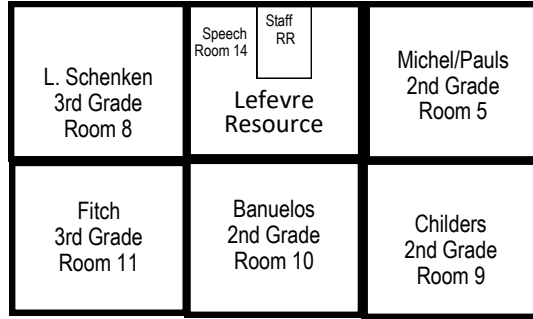 L. Schenken
3rd Grade
Room 8
Speech
Room 14
Staff
RR
Lefevre
Resource
Michel/Pauls
2nd Grade
Room 5
Fitch
3rd Grade
Room 11
Banuelos
2nd Grade
Room 10
Childers
2nd Grade
Room 9